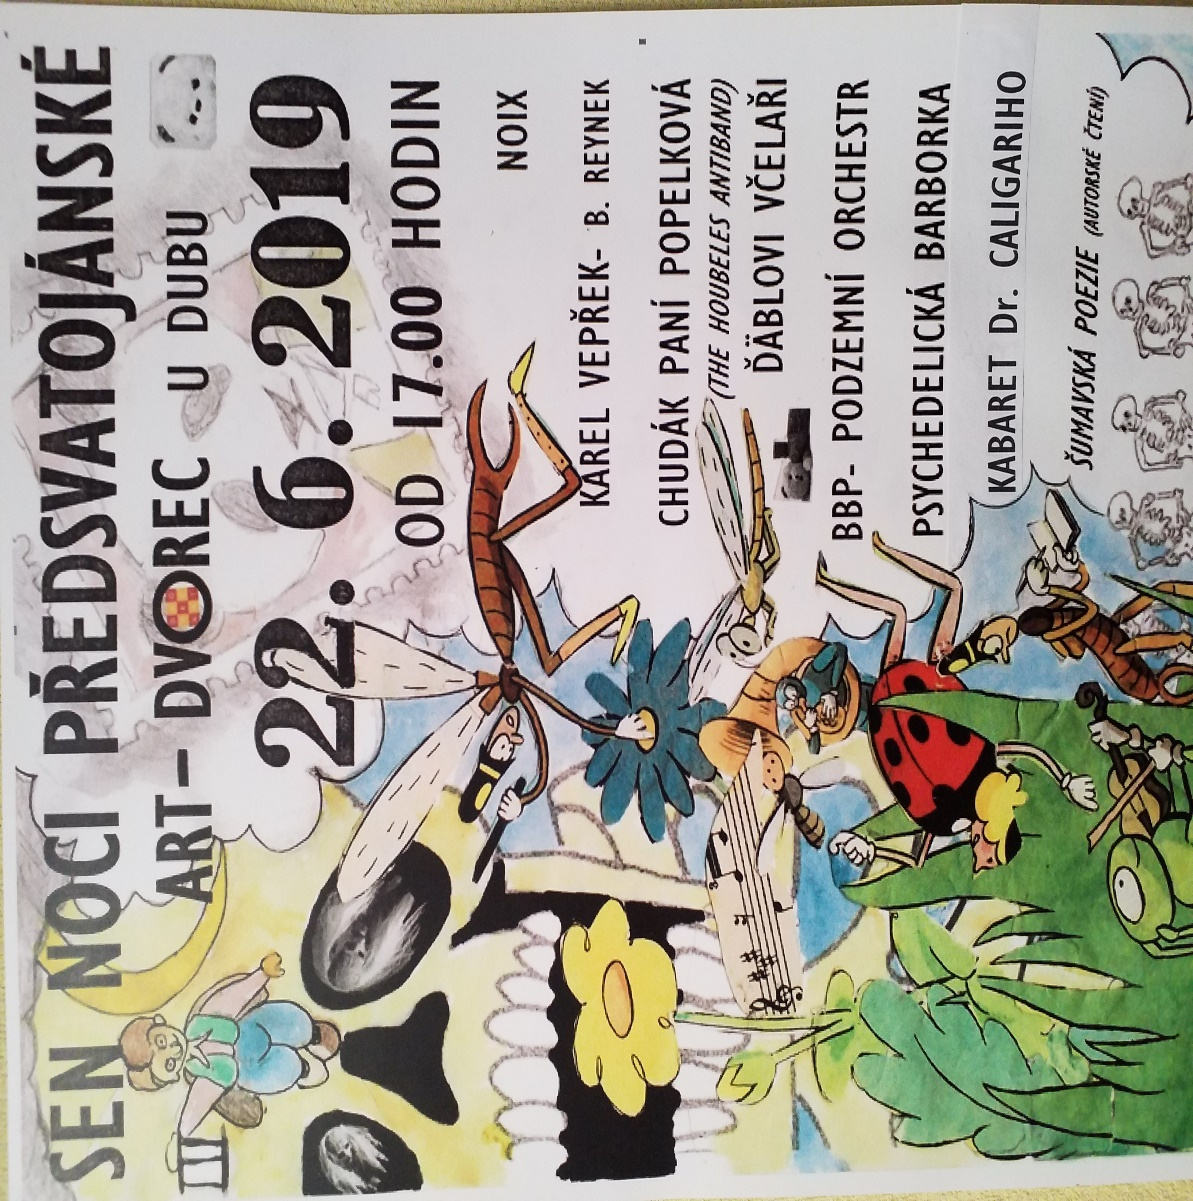 SEN NOCI PŘEDSVATOJÁNSKÉ
III
ART- DVOREC U DUBU
22. 6. 2019
OD 17.00 HODIN
NOIX
KAREL VEPŘEK- B. REYNEK
CHUDÁK PANÍ POPELKOVÁ
(THE HOUBELES ANTIBAND)
ĎÁBLOVI VČELAŘI
BBP- PODZEMNÍ ORCHESTR
PSYCHEDELICKÁ BARBORKA
KABARET Dr. CALIGARIHO
ŠUMAVSKÁ POEZIE (AUTORSKÉ ČTENÍ)